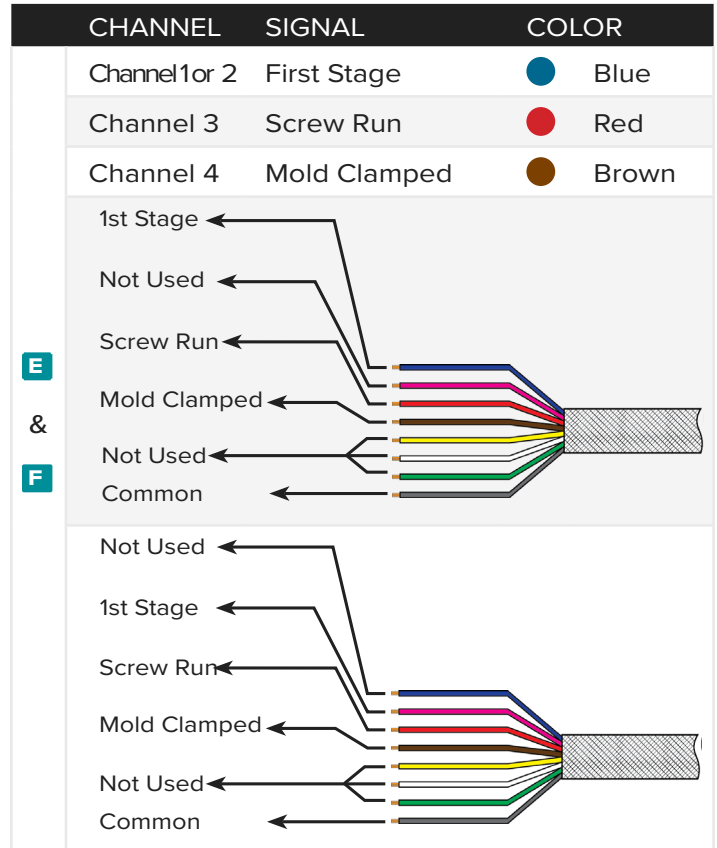 CHANNEL SIGNAL COLOR
Channel 1 or 2 First Stage Blue
Channel 3 Screw Run Red
Channel 4 Mold Clamped Brown
E
&
F
1st Stage
Not Used
Screw Run
Mold Clamped
Not Used
Common
Not Used
1st Stage
Screw Run
Mold Clamped
Not Used
Common